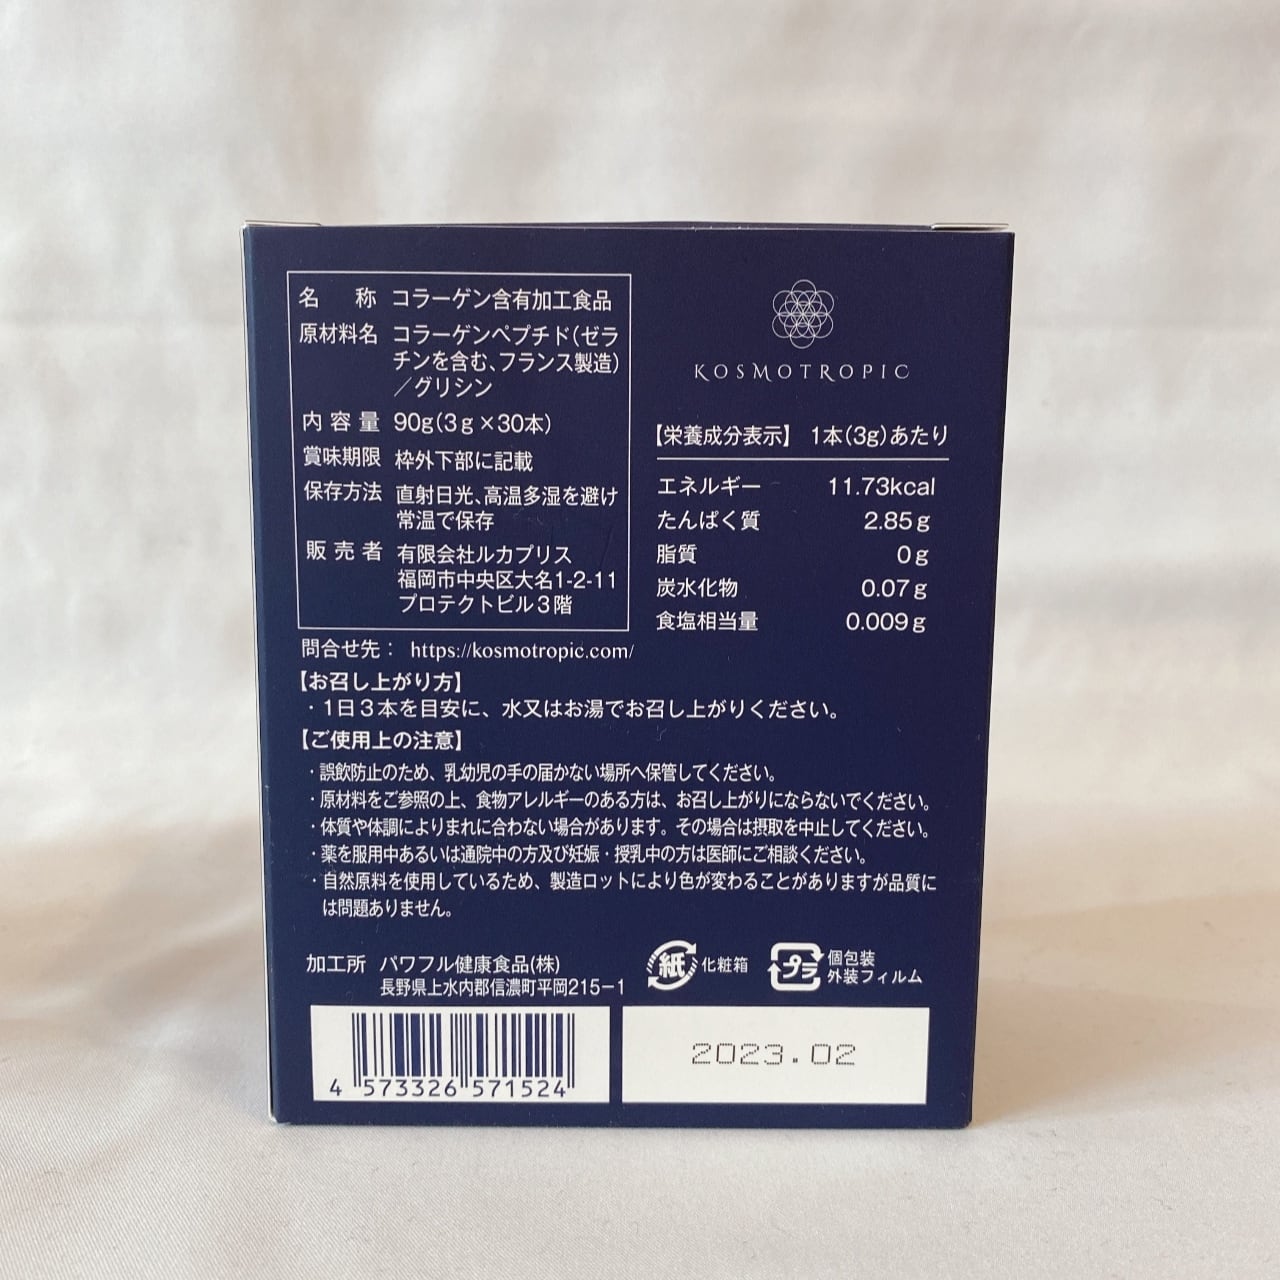 名　称 コラーゲン含有加工食品
原材料名 コラーゲンペプチド(ゼラ
チンを含む、フランス製造)
／グリシン
内容量 90g(3g×30本)
賞味期限 枠外下部に記載
保存方法 直射日光、高温多湿を避け
常温で保存
販売者 有限会社ルカプリス
福岡市中央区大名1-2-11
プロテクトビル3階
KOSMOTROPIC
【栄養成分表示】 1本(3g)あたり
エネルギー 11.73kcal
たんぱく質 2.85g
脂質 0g
炭水化物 0.07g
食塩相当量 0.009g
問合せ先： https://kosmotropic.com/
【お召し上がり方】
・1日3本を目安に、水又はお湯でお召し上がりください。
【ご使用上の注意】
・誤飲防止のため、乳幼児の手の届かない場所へ保管してください。
・原材料をご参照の上、食物アレルギーのある方は、お召し上がりにならないでください。
・体質や体調によりまれに合わない場合があります。その場合は摂取を中止してください。
・薬を服用中あるいは通院中の方及び妊娠・授乳中の方は医師にご相談ください。
・自然原料を使用しているため、製造ロットにより色が変わることがありますが品質に
は問題ありません。
加工所 パワフル健康食品(株)
長野県上水内郡信濃町平岡215-1
紙 化粧箱
プラ 個包装
外装フィルム
4 573326 571524
2023.02